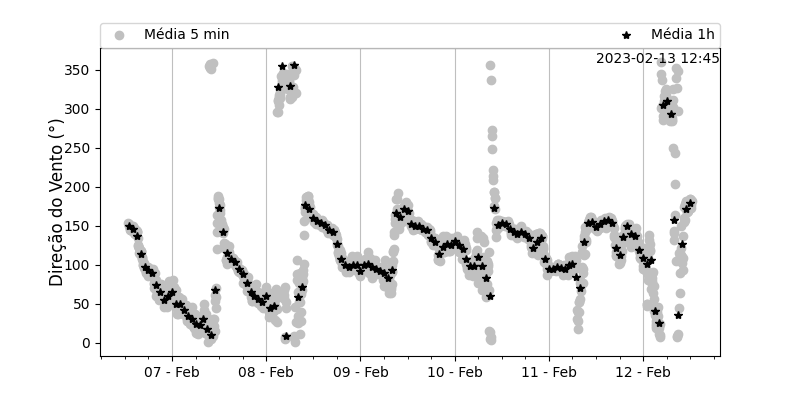 Média 5 min
Média 1h
2023-02-13 12:45
Direção do Vento (°)
350
300
250
200
150
100
50
0
07 - Feb
08 - Feb
09 - Feb
10 - Feb
11 - Feb
12 - Feb